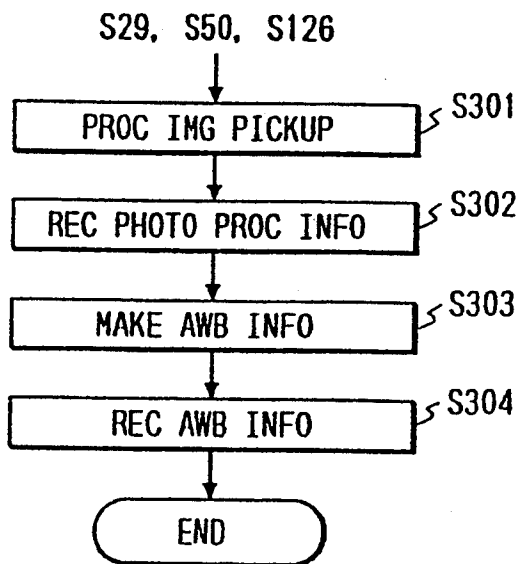 S29, S50, S126
PROC IMG PICKUP
S301
REC PHOTO PROC INFO
S302
MAKE AWB INFO
S303
REC AWB INFO
S304
END